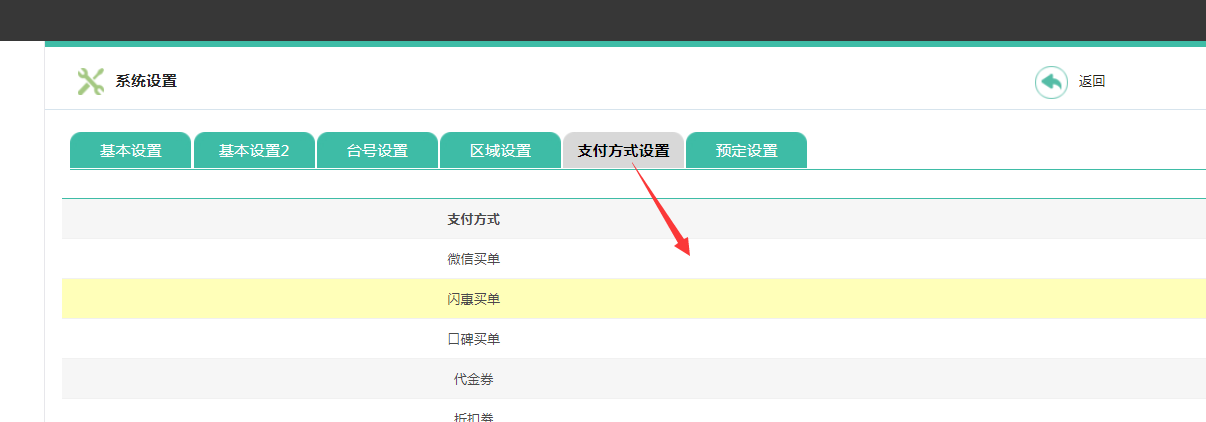 系统设置
返回
基本设置 基本设置2 台号设置 区域设置 支付方式设置 预定设置
支付方式
微信买单
闪惠买单
口碑买单
代金券
折扣券